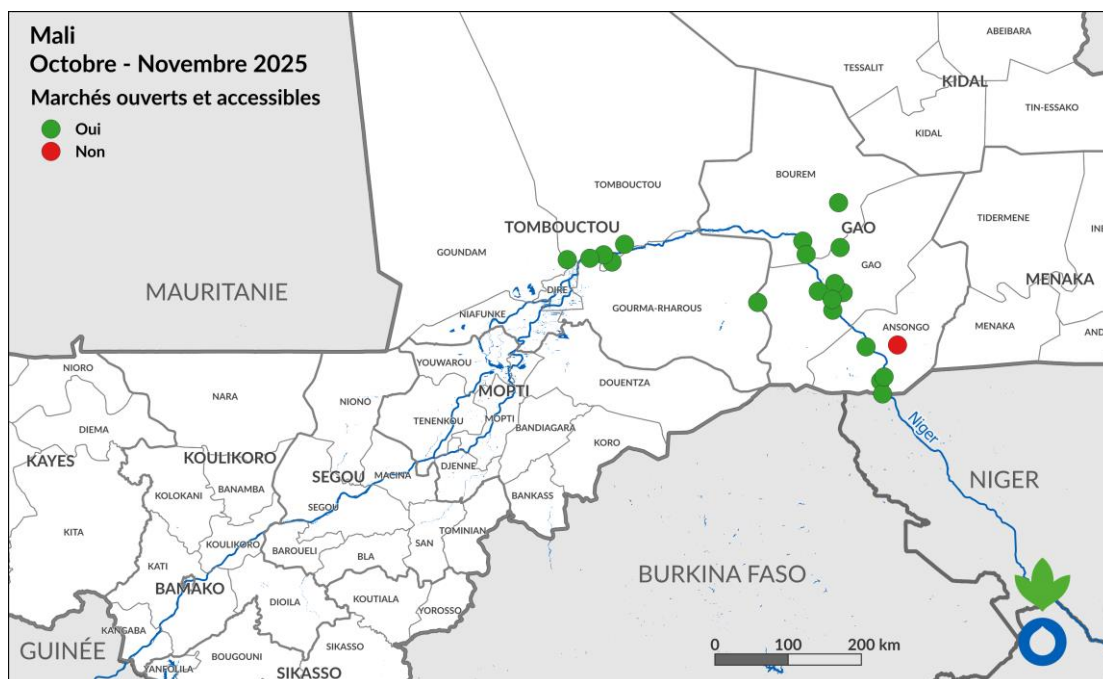 Mali
Octobre - Novembre 2025
Marchés ouverts et accessibles
Oui
Non
ABEIBARA
TESSALIT
KIDAL
TIN-ESSAKO
KIDAL
TOMBOUCTOU
BOUREM
TOMBOUCTOU
GAO
TIDERMENE
GOUNDAM
GAO
MENAKA
MAURITANIE
DIRE
GOURMA-RHAROUS
NIAFUNKE
ANSONGO
MENAKA
AND
YOUWAROU
NIORO
NARA
NIONO
MOPTI
DOUENTZA
TENENKOU
MOPTI
DIEMA
BANDIAGARA
KORO
Niger
KAYES
KOULIKORO
SEGOU
MACINA
DJENNE
NIGER
KOLOKANI
BANAMBA
BANKASS
SEGOU
KITA
KOULIKORO
BAROUELI
BLA
SAN
TOMINIAN
KATI
BURKINA FASO
BAMAKO
DIOILA
KOUTIALA
YOROSSO
KANGABA
GUINÉE
BOUGOUNI
SIKASSO
0 100 200 km
YANFOLILA
SIKASSO